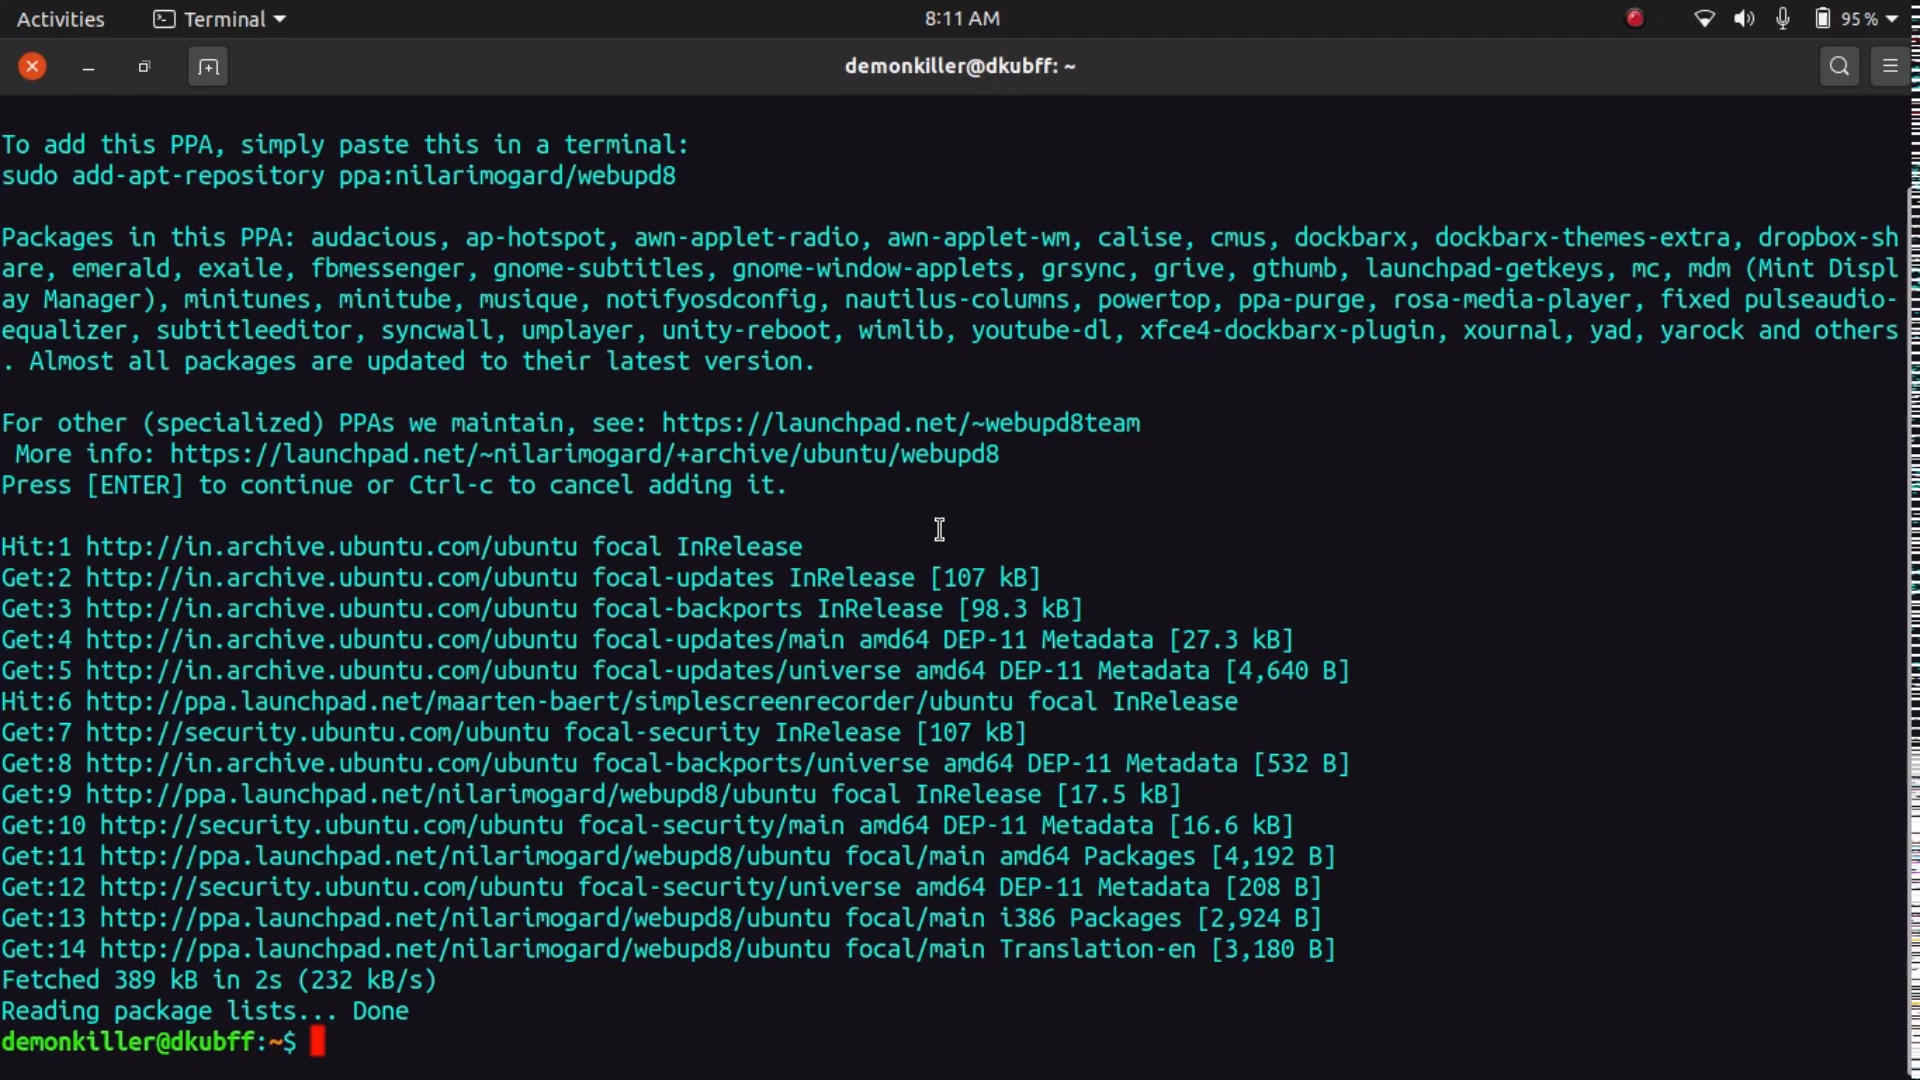 Activities Terminal 8:11 AM 95 %
demonkiller@dkubff: ~
To add this PPA, simply paste this in a terminal:
sudo add-apt-repository ppa:nilarimogard/webupd8
Packages in this PPA: audacious, ap-hotspot, awn-applet-radio, awn-applet-wm, calise, cmus, dockbarx, dockbarx-themes-extra, dropbox-sh
are, emerald, exaile, fbmessenger, gnome-subtitles, gnome-window-applets, grsync, grive, gthumb, launchpad-getkeys, mc, mdm (Mint Displ
ay Manager), minitunes, minitube, musique, notifyosdconfig, nautilus-columns, powertop, ppa-purge, rosa-media-player, fixed pulseaudio-
equalizer, subtitleeditor, syncwall, umplayer, unity-reboot, wimlib, youtube-dl, xfce4-dockbarx-plugin, xournal, yad, yarock and others
. Almost all packages are updated to their latest version.
For other (specialized) PPAs we maintain, see: https://launchpad.net/~webupd8team
More info: https://launchpad.net/~nilarimogard/+archive/ubuntu/webupd8
Press [ENTER] to continue or Ctrl-c to cancel adding it.
Hit:1 http://in.archive.ubuntu.com/ubuntu focal InRelease
Get:2 http://in.archive.ubuntu.com/ubuntu focal-updates InRelease [107 kB]
Get:3 http://in.archive.ubuntu.com/ubuntu focal-backports InRelease [98.3 kB]
Get:4 http://in.archive.ubuntu.com/ubuntu focal-updates/main amd64 DEP-11 Metadata [27.3 kB]
Get:5 http://in.archive.ubuntu.com/ubuntu focal-updates/universe amd64 DEP-11 Metadata [4,640 B]
Hit:6 http://ppa.launchpad.net/maarten-baert/simplescreenrecorder/ubuntu focal InRelease
Get:7 http://security.ubuntu.com/ubuntu focal-security InRelease [107 kB]
Get:8 http://in.archive.ubuntu.com/ubuntu focal-backports/universe amd64 DEP-11 Metadata [532 B]
Get:9 http://ppa.launchpad.net/nilarimogard/webupd8/ubuntu focal InRelease [17.5 kB]
Get:10 http://security.ubuntu.com/ubuntu focal-security/main amd64 DEP-11 Metadata [16.6 kB]
Get:11 http://ppa.launchpad.net/nilarimogard/webupd8/ubuntu focal/main amd64 Packages [4,192 B]
Get:12 http://security.ubuntu.com/ubuntu focal-security/universe amd64 DEP-11 Metadata [208 B]
Get:13 http://ppa.launchpad.net/nilarimogard/webupd8/ubuntu focal/main i386 Packages [2,924 B]
Get:14 http://ppa.launchpad.net/nilarimogard/webupd8/ubuntu focal/main Translation-en [3,180 B]
Fetched 389 kB in 2s (232 kB/s)
Reading package lists... Done
demonkiller@dkubff:~$